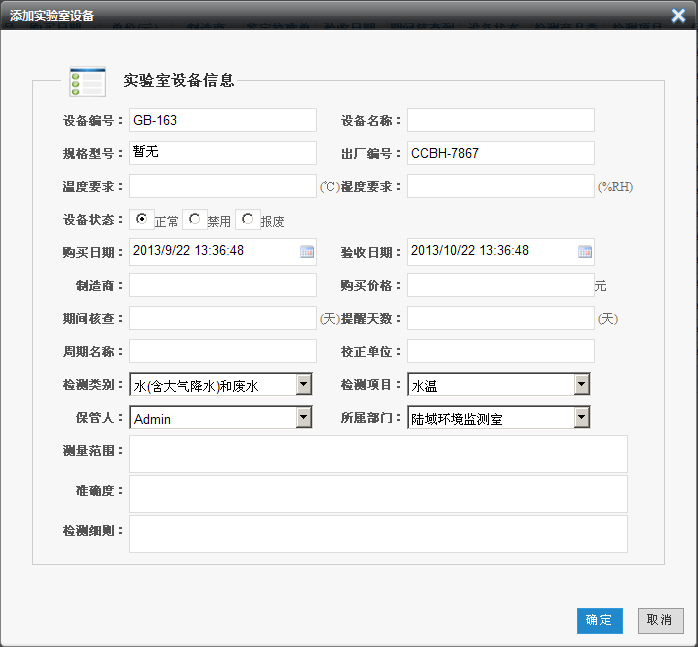 添加实验室设备
实验室设备信息
设备编号： GB-163 设备名称：
规格型号： 暂无 出厂编号： CCBH-7867
温度要求： (℃) 湿度要求： (%RH)
设备状态： 正常 禁用 报废
购买日期： 2013/9/22 13:36:48 验收日期： 2013/10/22 13:36:48
制造商： 购买价格： 元
期间核查： (天) 提醒天数： (天)
周期名称： 校正单位：
检测类别： 水(含大气降水)和废水 检测项目： 水温
保管人： Admin 所属部门： 陆域环境监测室
测量范围：
准确度：
检测细则：
确定 取消